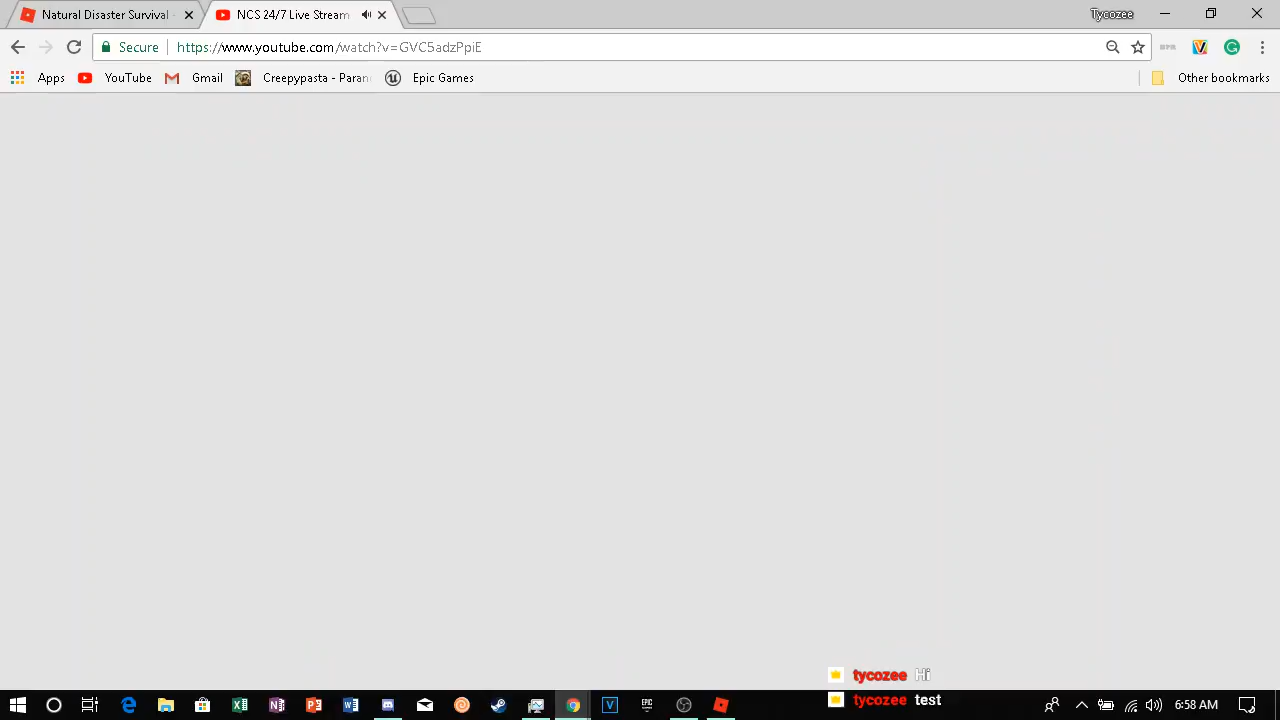 Natural Disaster Survival -
NCS 24/7 Live Stream
Tycozee
Secure
https://www.youtube.com/watch?v=GVC5adzPpiE
Apps
YouTube
Gmail
Creepypasta - Paran
Epic Games
Other bookmarks
tycozee Hi
tycozee test
6:58 AM